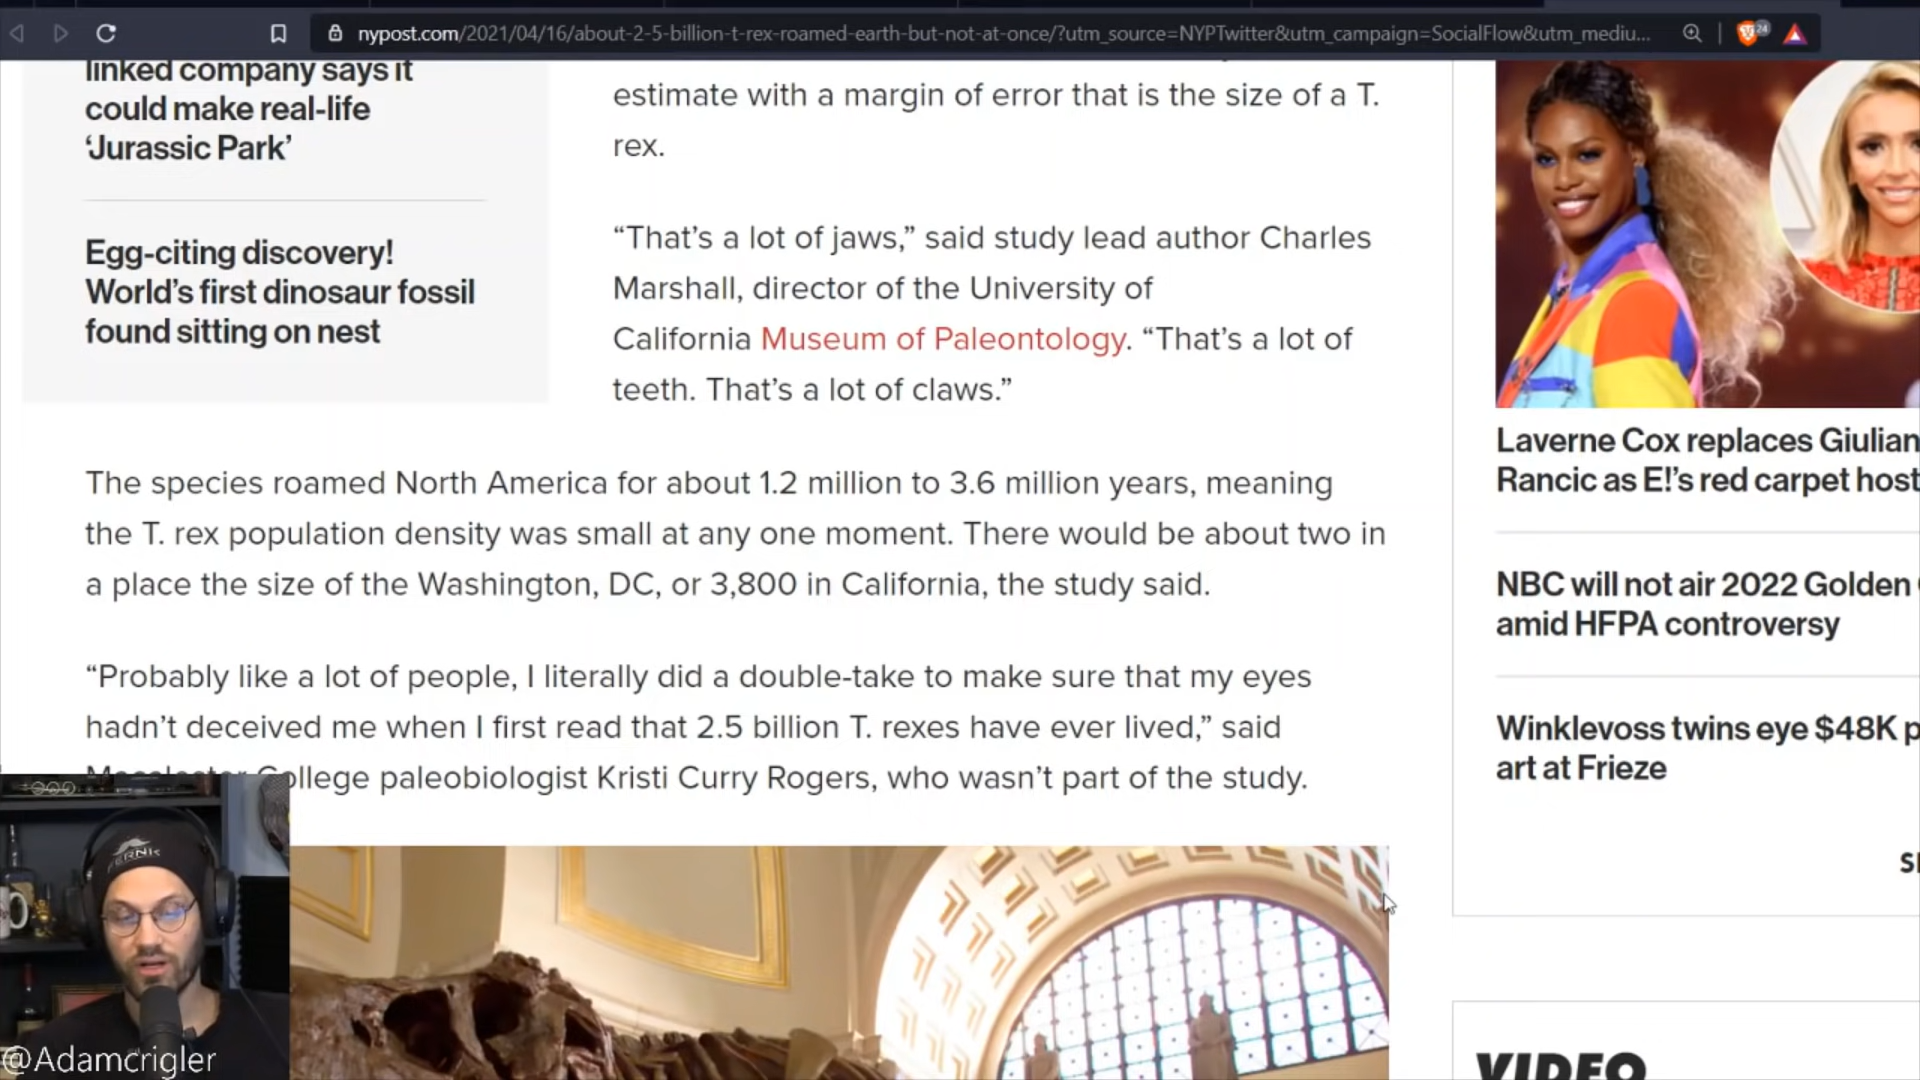 nypost.com/2021/04/16/about-2-5-billion-t-rex-roamed-earth-but-not-at-once/?utm_source=NYPTwitter&utm_campaign=SocialFlow&utm_mediu...
24
linked company says it
could make real-life
‘Jurassic Park’
Egg-citing discovery!
World’s first dinosaur fossil
found sitting on nest
estimate with a margin of error that is the size of a T.
rex.
“That’s a lot of jaws,” said study lead author Charles
Marshall, director of the University of
California Museum of Paleontology. “That’s a lot of
teeth. That’s a lot of claws.”
The species roamed North America for about 1.2 million to 3.6 million years, meaning
the T. rex population density was small at any one moment. There would be about two in
a place the size of the Washington, DC, or 3,800 in California, the study said.
“Probably like a lot of people, I literally did a double-take to make sure that my eyes
hadn’t deceived me when I first read that 2.5 billion T. rexes have ever lived,” said
College paleobiologist Kristi Curry Rogers, who wasn’t part of the study.
Laverne Cox replaces Giulian
Rancic as E!’s red carpet host
NBC will not air 2022 Golden
amid HFPA controversy
Winklevoss twins eye $48K p
art at Frieze
VIDEO
@Adamcrigler